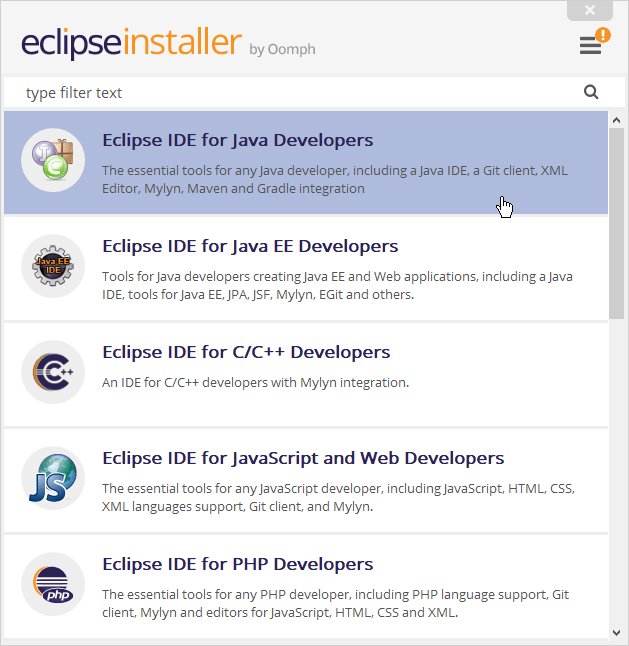 eclipseinstaller by Oomph
!
type filter text
Eclipse IDE for Java Developers
The essential tools for any Java developer, including a Java IDE, a Git client, XML
Editor, Mylyn, Maven and Gradle integration
J
C
Eclipse IDE for Java EE Developers
Java EE
IDE
Tools for Java developers creating Java EE and Web applications, including a Java
IDE, tools for Java EE, JPA, JSF, Mylyn, EGit and others.
Eclipse IDE for C/C++ Developers
C++
An IDE for C/C++ developers with Mylyn integration.
Eclipse IDE for JavaScript and Web Developers
JS
The essential tools for any JavaScript developer, including JavaScript, HTML, CSS,
XML languages support, Git client, and Mylyn.
Eclipse IDE for PHP Developers
php
The essential tools for any PHP developer, including PHP language support, Git
client, Mylyn and editors for JavaScript, HTML, CSS and XML.